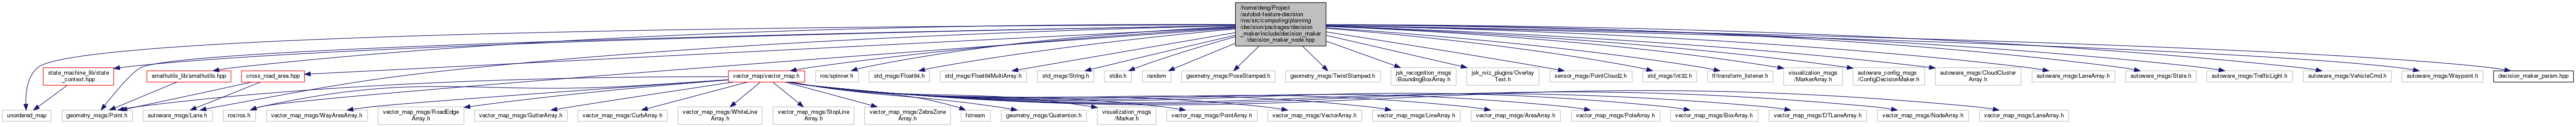 /home/deng/Project
/autobot-feature-decision
/ros/src/computing/planning
/decision/packages/decision
_maker/include/decision_maker
/decision_maker_node.hpp
state_machine_lib/state
_context.hpp
amathutils_lib/amathutils.hpp
cross_road_area.hpp
vector_map/vector_map.h
ros/spinner.h
std_msgs/Float64.h
std_msgs/Float64MultiArray.h
std_msgs/String.h
stdio.h
random
geometry_msgs/PoseStamped.h
geometry_msgs/TwistStamped.h
jsk_recognition_msgs
/BoundingBoxArray.h
jsk_rviz_plugins/Overlay
Text.h
sensor_msgs/PointCloud2.h
std_msgs/Int32.h
tf/transform_listener.h
visualization_msgs
/MarkerArray.h
autoware_config_msgs
/ConfigDecisionMaker.h
autoware_msgs/CloudCluster
Array.h
autoware_msgs/LaneArray.h
autoware_msgs/State.h
autoware_msgs/TrafficLight.h
autoware_msgs/VehicleCmd.h
autoware_msgs/Waypoint.h
decision_maker_param.hpp
unordered_map
geometry_msgs/Point.h
autoware_msgs/Lane.h
ros/ros.h
vector_map_msgs/WayAreaArray.h
vector_map_msgs/RoadEdge
Array.h
vector_map_msgs/GutterArray.h
vector_map_msgs/CurbArray.h
vector_map_msgs/WhiteLine
Array.h
vector_map_msgs/StopLine
Array.h
vector_map_msgs/ZebraZone
Array.h
fstream
geometry_msgs/Quaternion.h
visualization_msgs
/Marker.h
vector_map_msgs/PointArray.h
vector_map_msgs/VectorArray.h
vector_map_msgs/LineArray.h
vector_map_msgs/AreaArray.h
vector_map_msgs/PoleArray.h
vector_map_msgs/BoxArray.h
vector_map_msgs/DTLaneArray.h
vector_map_msgs/NodeArray.h
vector_map_msgs/LaneArray.h